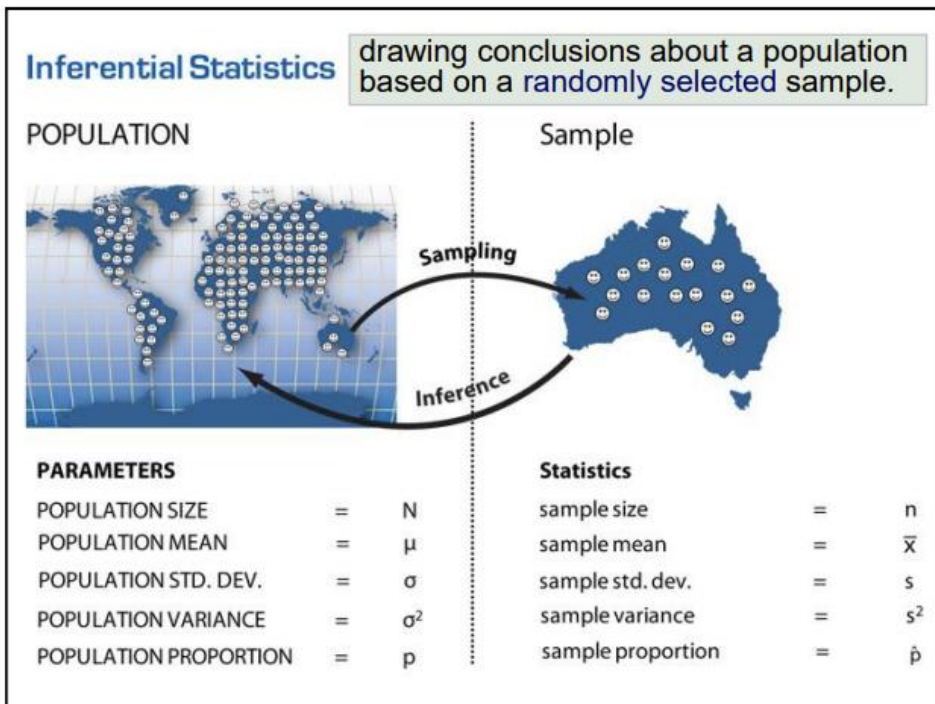 Inferential Statistics
drawing conclusions about a population
based on a randomly selected sample.
POPULATION
Sample
Sampling
Inference
PARAMETERS
POPULATION SIZE = N
POPULATION MEAN = μ
POPULATION STD. DEV. = σ
POPULATION VARIANCE = σ²
POPULATION PROPORTION = p
Statistics
sample size = n
sample mean = x̅
sample std. dev. = s
sample variance = s²
sample proportion = p̂